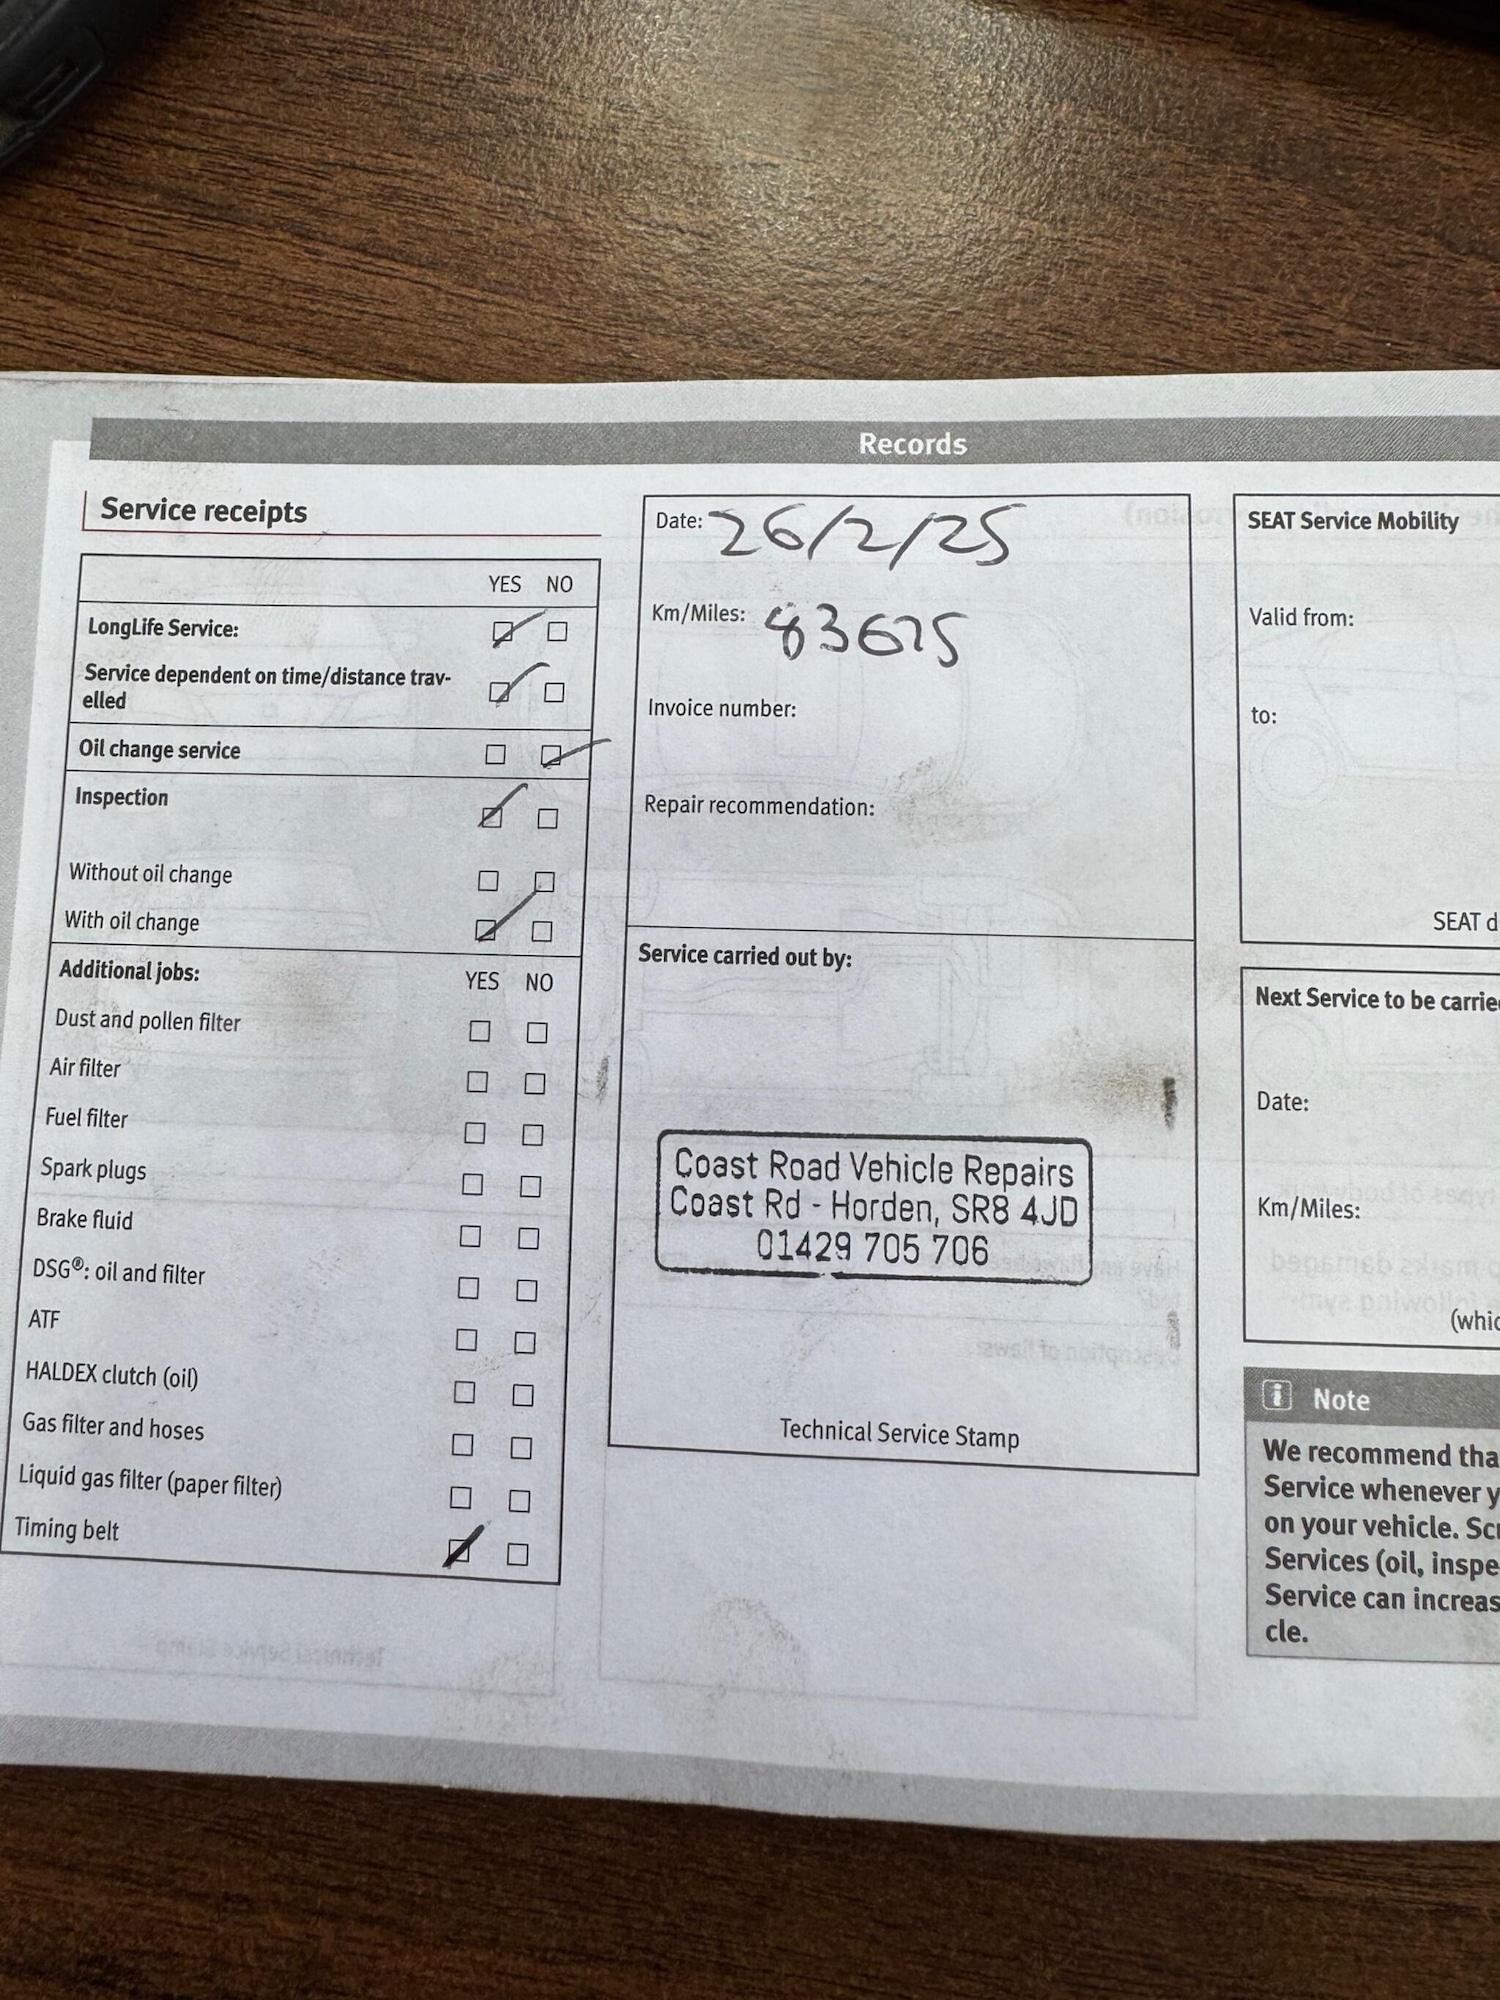 Records
Service receipts
YES NO
LongLife Service:
Service dependent on time/distance trav-
elled
Oil change service
Inspection
Without oil change
With oil change
Additional jobs: YES NO
Dust and pollen filter
Air filter
Fuel filter
Spark plugs
Brake fluid
DSG®: oil and filter
ATF
HALDEX clutch (oil)
Gas filter and hoses
Liquid gas filter (paper filter)
Timing belt
Date: 26/2/25
Km/Miles:
Invoice number:
Repair recommendation:
Service carried out by:
Coast Road Vehicle Repairs
Coast Rd - Horden, SR8 4JD
01429 705 706
Technical Service Stamp
SEAT Service Mobility
Valid from:
to:
SEAT d
Next Service to be carrie
Date:
Km/Miles:
(whic
i Note
We recommend tha
Service whenever y
on your vehicle. Scr
Services (oil, inspe
Service can increas
cle.